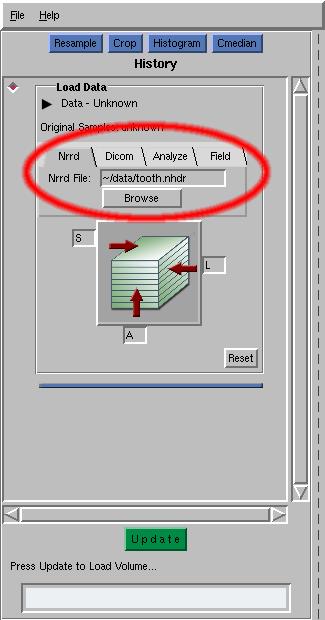 File Help
Resample Crop Histogram Cmedian
History
Load Data
Data - Unknown
Original Samples: unknown
Nrrd Dicom Analyze Field
Nrrd File: ~/data/tooth.nhdr
Browse
S
L
A
Reset
Update
Press Update to Load Volume...